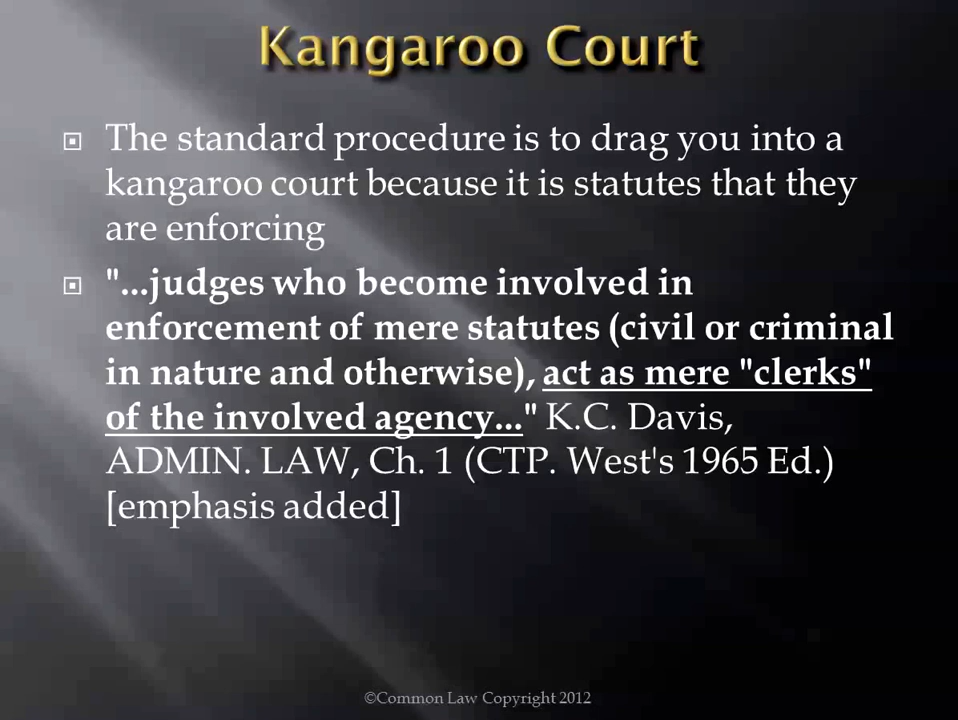 Kangaroo Court
The standard procedure is to drag you into a
kangaroo court because it is statutes that they
are enforcing
"...judges who become involved in
enforcement of mere statutes (civil or criminal
in nature and otherwise), act as mere "clerks"
of the involved agency..." K.C. Davis,
ADMIN. LAW, Ch. 1 (CTP. West's 1965 Ed.)
[emphasis added]
©Common Law Copyright 2012